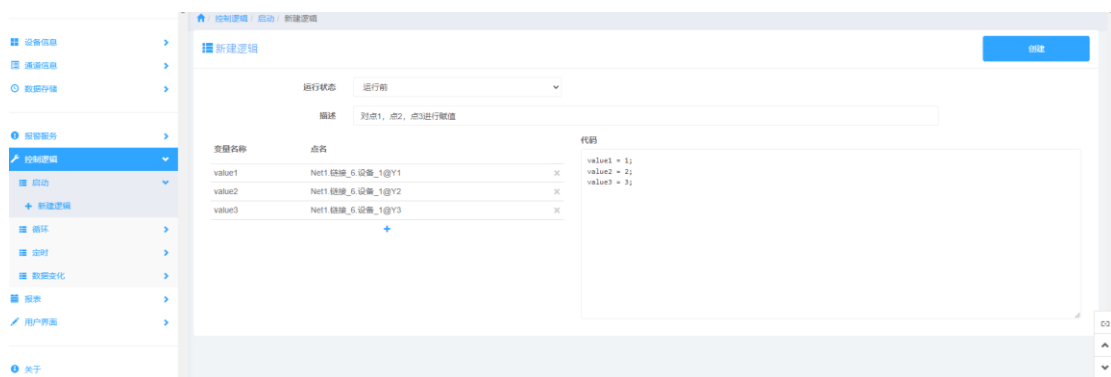 / 控制逻辑 / 启动 / 新建逻辑
设备信息
通道信息
数据存储
报警服务
控制逻辑
启动
新建逻辑
循环
定时
数据变化
报表
用户界面
关于
新建逻辑
创建
运行状态 运行前
描述 对点1，点2，点3进行赋值
变量名称 点名
value1 Net1.链接_6.设备_1@Y1
value2 Net1.链接_6.设备_1@Y2
value3 Net1.链接_6.设备_1@Y3
代码
value1 = 1;
value2 = 2;
value3 = 3;